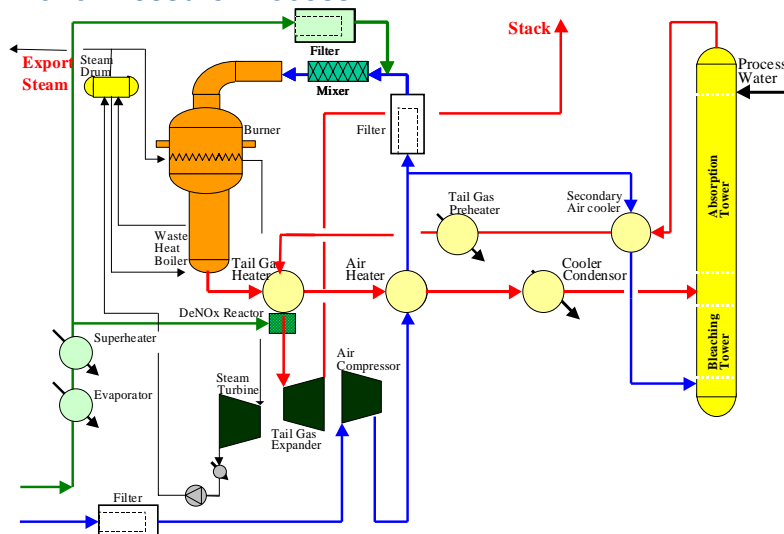 Filter
Stack
Export
Steam
Steam
Drum
Mixer
Process
Water
Burner
Filter
Absorption
Tower
Tail Gas
Preheater
Secondary
Air cooler
Waste
Heat
Boiler
Tail Gas
Heater
Air
Heater
Cooler
Condensor
DeNOx Reactor
Superheater
Bleaching
Tower
Air
Compressor
Steam
Turbine
Evaporator
Tail Gas
Expander
Filter